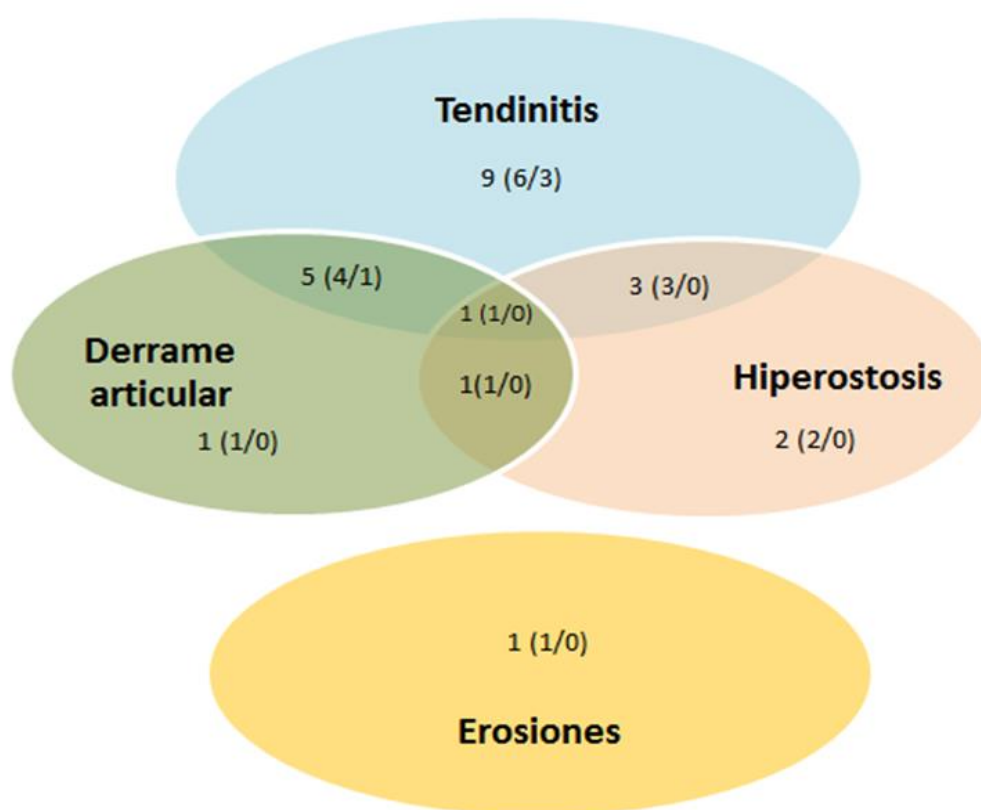 Tendinitis
9 (6/3)
5 (4/1)
3 (3/0)
1 (1/0)
Derrame
articular
1(1/0)
Hiperostosis
1 (1/0)
2 (2/0)
1 (1/0)
Erosiones